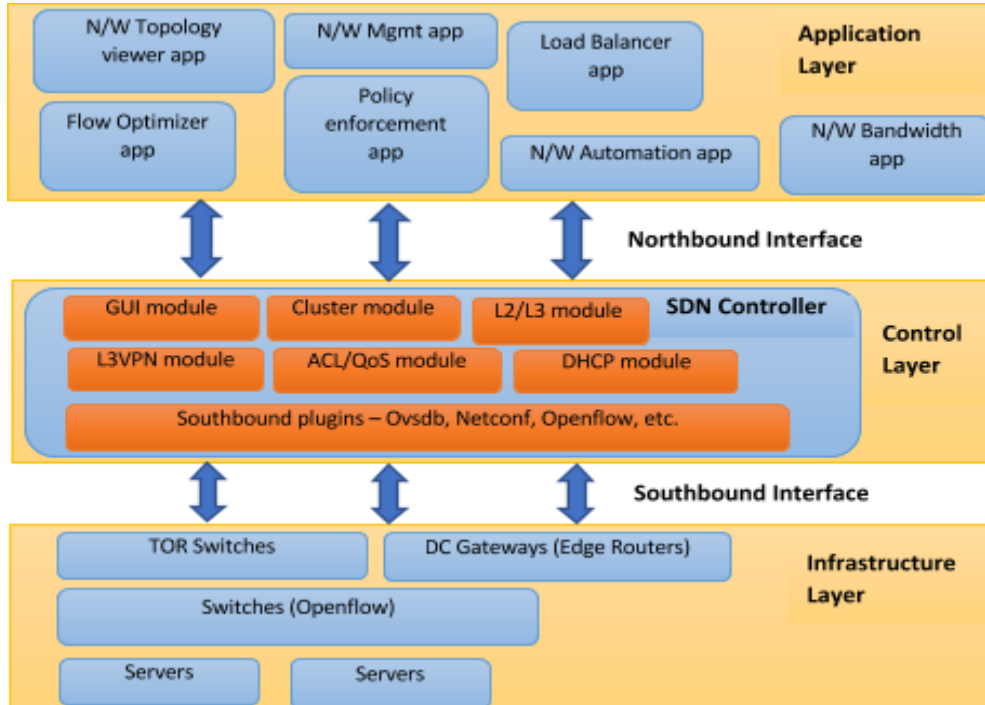 N/W Topology
viewer app
N/W Mgmt app
Load Balancer
app
Application
Layer
Flow Optimizer
app
Policy
enforcement
app
N/W Automation app
N/W Bandwidth
app
Northbound Interface
GUI module
Cluster module
L2/L3 module
SDN Controller
L3VPN module
ACL/QoS module
DHCP module
Control
Layer
Southbound plugins – Ovsdb, Netconf, Openflow, etc.
Southbound Interface
TOR Switches
DC Gateways (Edge Routers)
Infrastructure
Layer
Switches (Openflow)
Servers
Servers